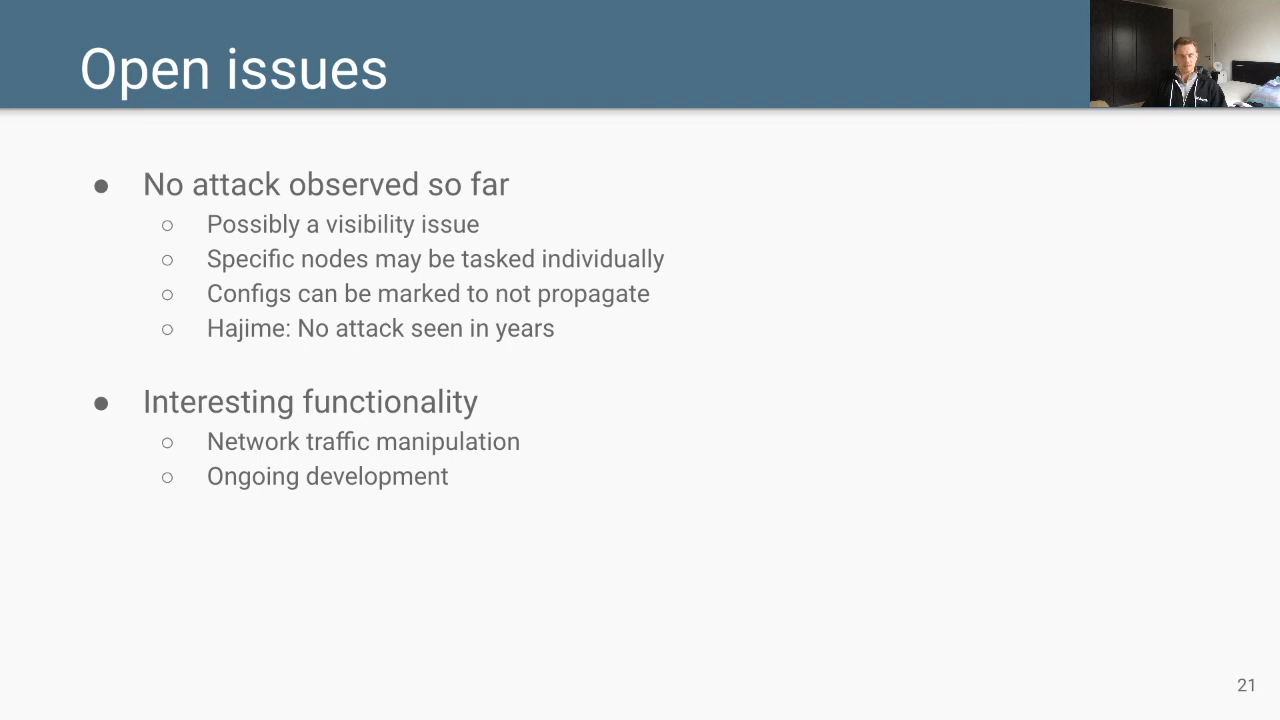 Open issues
● No attack observed so far
○ Possibly a visibility issue
○ Specific nodes may be tasked individually
○ Configs can be marked to not propagate
○ Hajime: No attack seen in years
● Interesting functionality
○ Network traffic manipulation
○ Ongoing development
21